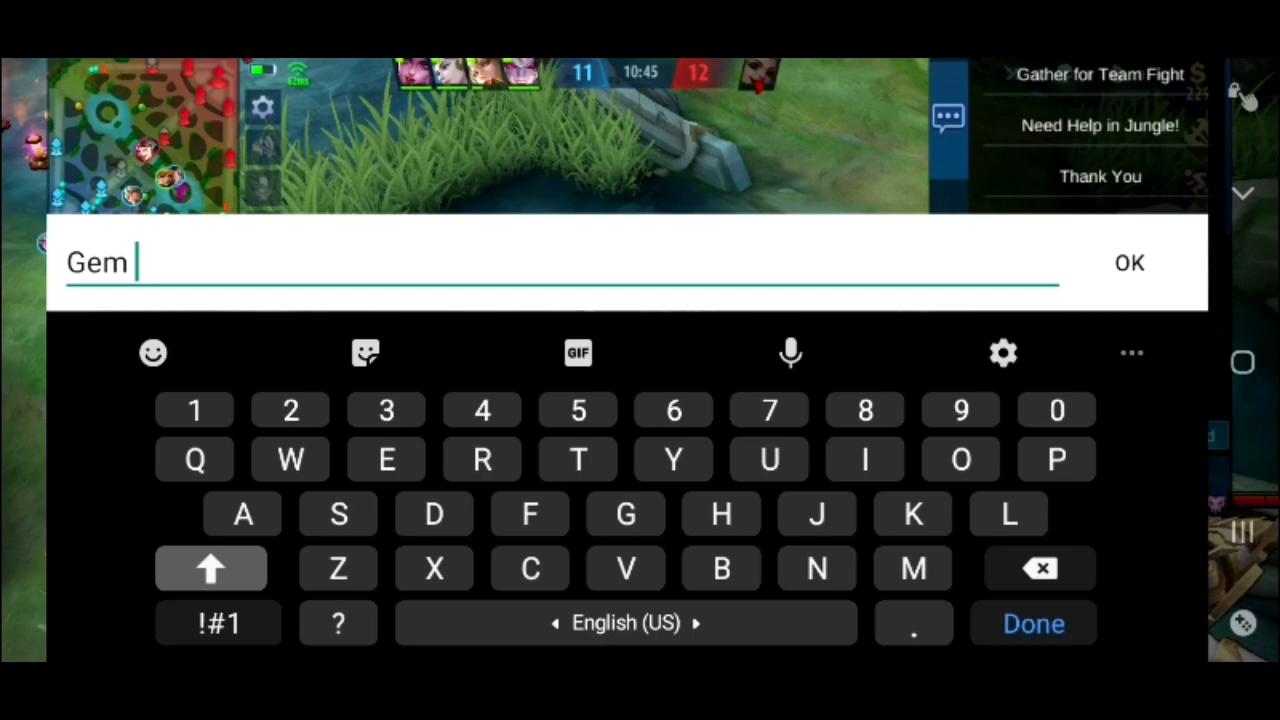 62ms
11 10:45 12
Gather for Team Fight
Need Help in Jungle!
Thank You
Gem
OK
GIF
1 2 3 4 5 6 7 8 9 0
Q W E R T Y U I O P
A S D F G H J K L
Z X C V B N M
!#1 ? English (US) . Done